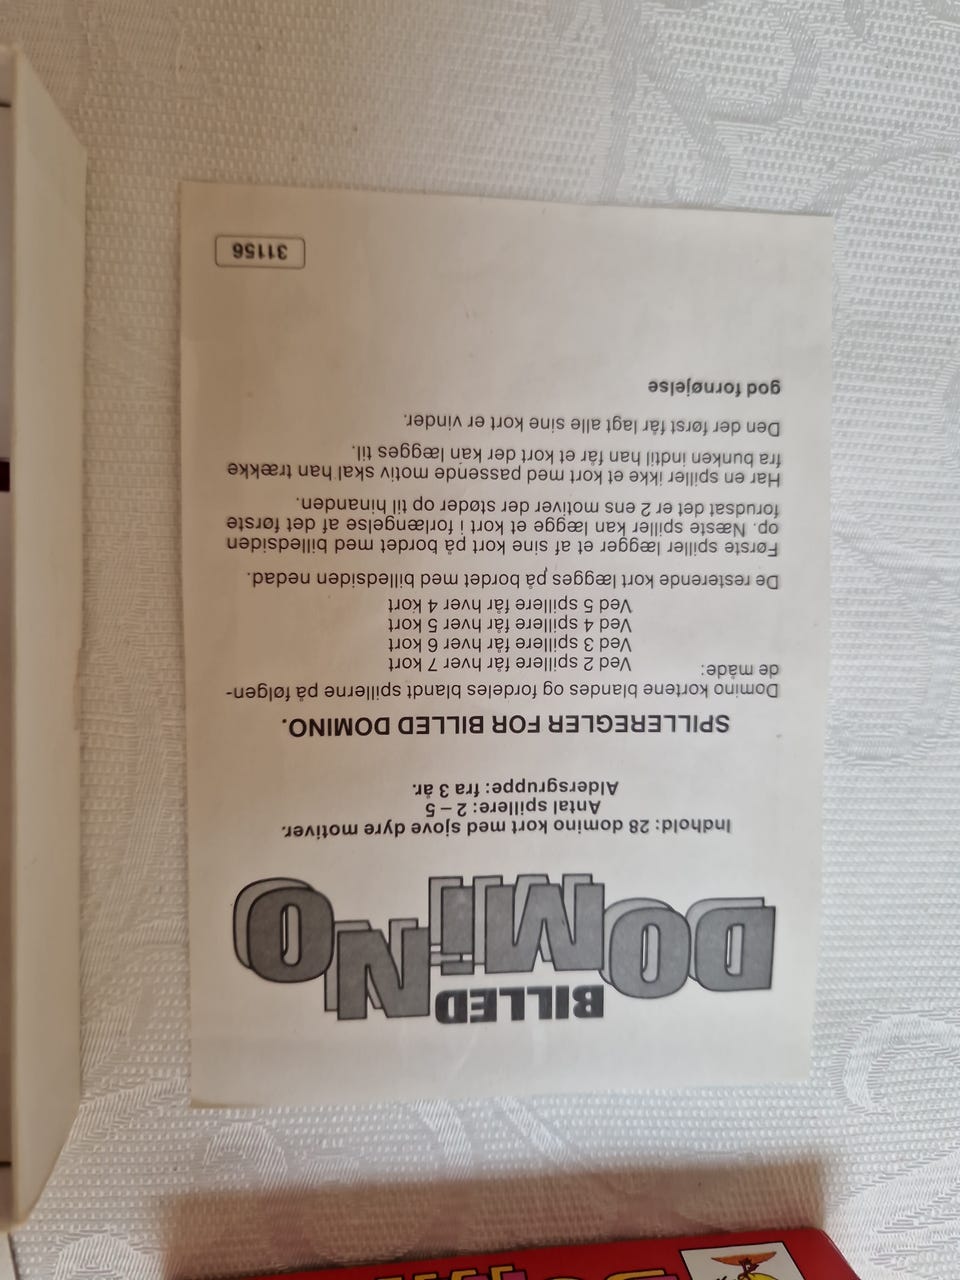 BILLED
DOMiNO
Indhold: 28 domino kort med sjove dyre motiver.
Antal spillere: 2 – 5
Aldersgruppe: fra 3 år.
SPILLEREGLER FOR BILLED DOMINO.
Domino kortene blandes og fordeles blandt spillerne på følgen-
de måde:
Ved 2 spillere får hver 7 kort
Ved 3 spillere får hver 6 kort
Ved 4 spillere får hver 5 kort
Ved 5 spillere får hver 4 kort
De resterende kort lægges på bordet med billedsiden nedad.
Første spiller lægger et af sine kort på bordet med billedsiden
op. Næste spiller kan lægge et kort i forlængelse af det første
forudsat det er 2 ens motiver der støder op til hinanden.
Har en spiller ikke et kort med passende motiv skal han trække
fra bunken indtil han får et kort der kan lægges til.
Den der først får lagt alle sine kort er vinder.
god fornøjelse
31156